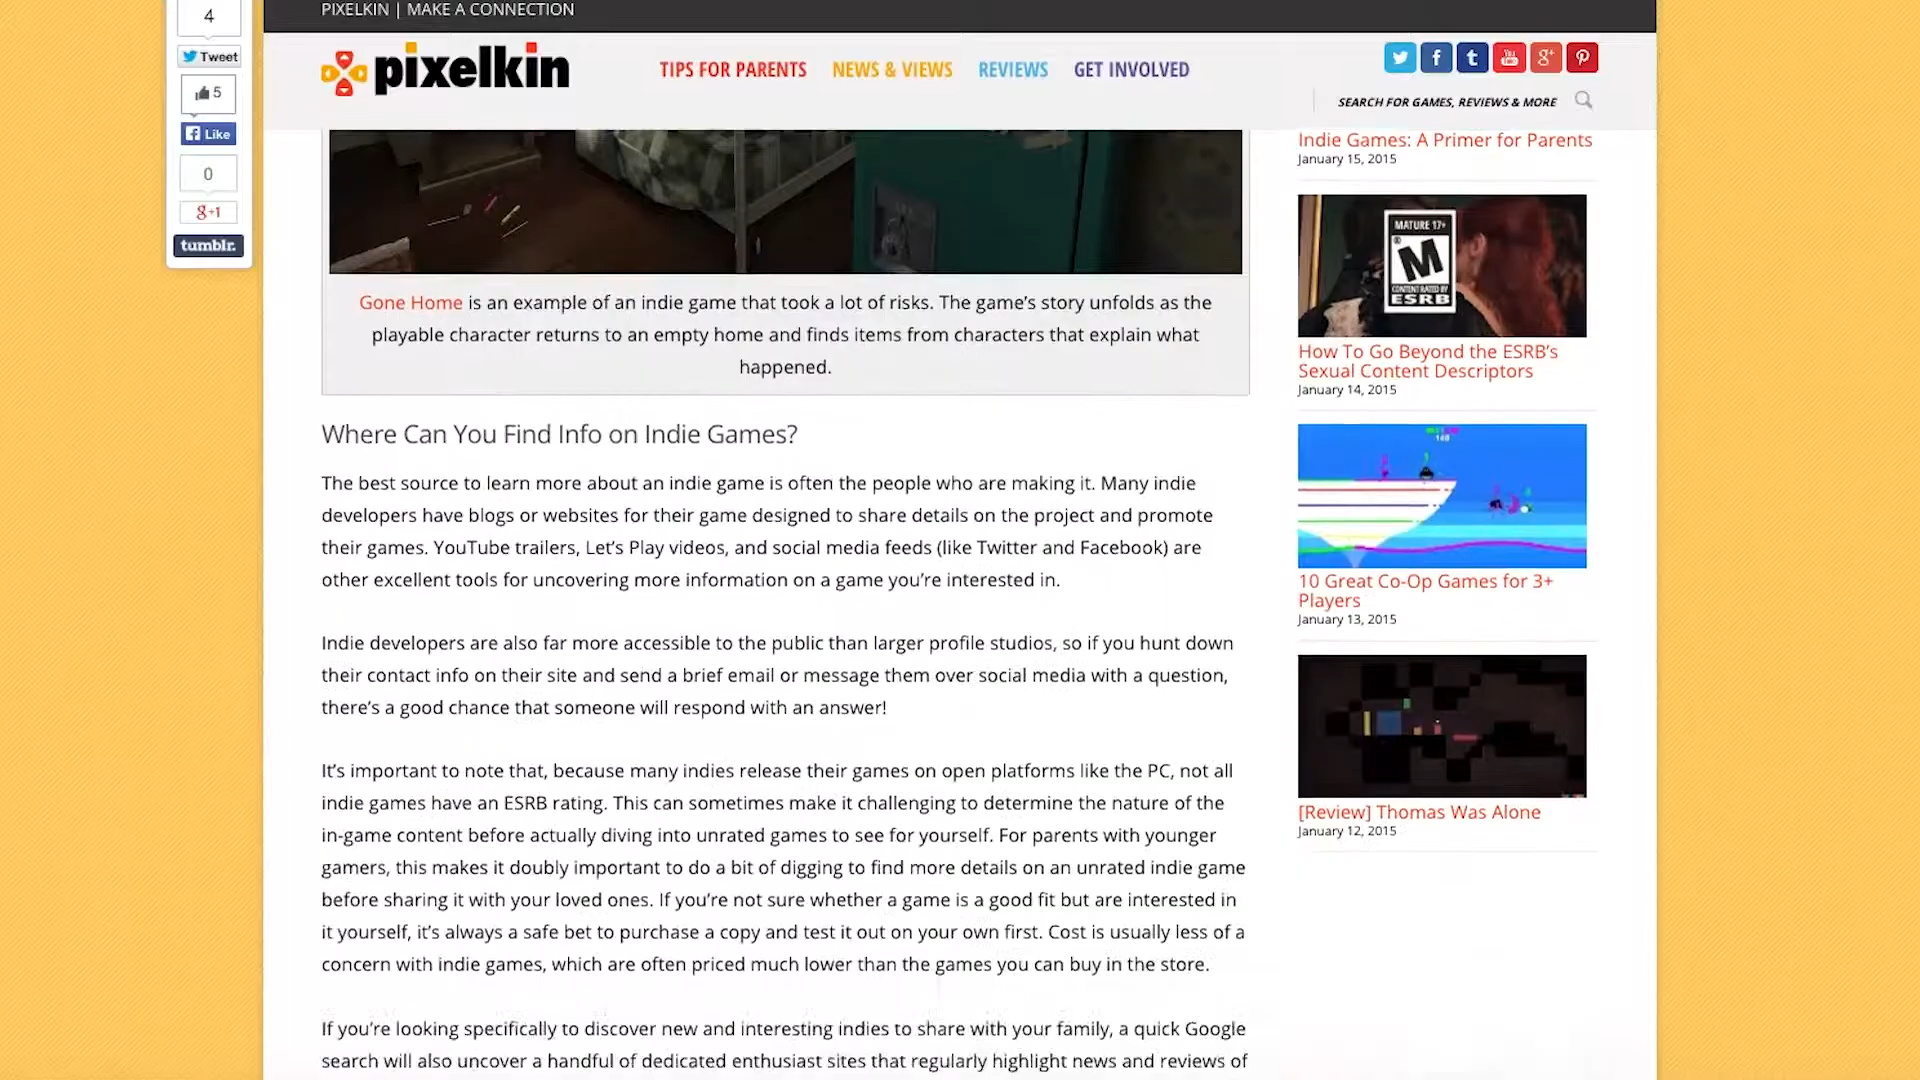 PIXELKIN | MAKE A CONNECTION
4
Tweet
5
Like
0
g+1
tumblr.
pixelkin
TIPS FOR PARENTS
NEWS & VIEWS
REVIEWS
GET INVOLVED
SEARCH FOR GAMES, REVIEWS & MORE
Gone Home is an example of an indie game that took a lot of risks. The game’s story unfolds as the
playable character returns to an empty home and finds items from characters that explain what
happened.
Where Can You Find Info on Indie Games?
The best source to learn more about an indie game is often the people who are making it. Many indie
developers have blogs or websites for their game designed to share details on the project and promote
their games. YouTube trailers, Let’s Play videos, and social media feeds (like Twitter and Facebook) are
other excellent tools for uncovering more information on a game you’re interested in.
Indie developers are also far more accessible to the public than larger profile studios, so if you hunt down
their contact info on their site and send a brief email or message them over social media with a question,
there’s a good chance that someone will respond with an answer!
It’s important to note that, because many indies release their games on open platforms like the PC, not all
indie games have an ESRB rating. This can sometimes make it challenging to determine the nature of the
in-game content before actually diving into unrated games to see for yourself. For parents with younger
gamers, this makes it doubly important to do a bit of digging to find more details on an unrated indie game
before sharing it with your loved ones. If you’re not sure whether a game is a good fit but are interested in
it yourself, it’s always a safe bet to purchase a copy and test it out on your own first. Cost is usually less of a
concern with indie games, which are often priced much lower than the games you can buy in the store.
If you’re looking specifically to discover new and interesting indies to share with your family, a quick Google
search will also uncover a handful of dedicated enthusiast sites that regularly highlight news and reviews of
Indie Games: A Primer for Parents
January 15, 2015
MATURE 17+
M
CONTENT RATED BY
ESRB
How To Go Beyond the ESRB’s
Sexual Content Descriptors
January 14, 2015
10 Great Co-Op Games for 3+
Players
January 13, 2015
[Review] Thomas Was Alone
January 12, 2015